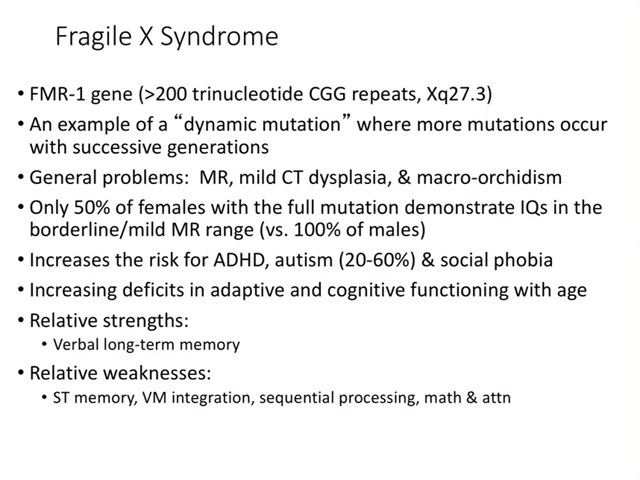 Fragile X Syndrome
• FMR-1 gene (>200 trinucleotide CGG repeats, Xq27.3)
• An example of a “dynamic mutation” where more mutations occur
with successive generations
• General problems: MR, mild CT dysplasia, & macro-orchidism
• Only 50% of females with the full mutation demonstrate IQs in the
borderline/mild MR range (vs. 100% of males)
• Increases the risk for ADHD, autism (20-60%) & social phobia
• Increasing deficits in adaptive and cognitive functioning with age
• Relative strengths:
• Verbal long-term memory
• Relative weaknesses:
• ST memory, VM integration, sequential processing, math & attn